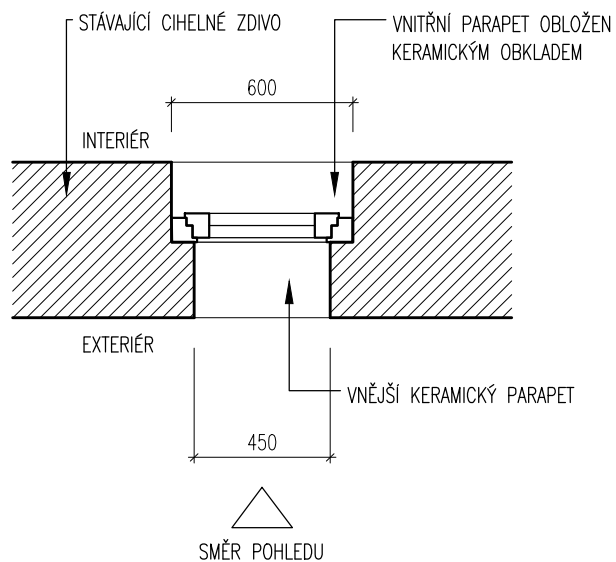 STÁVAJÍCÍ CIHELNÉ ZDIVO
VNITŘNÍ PARAPET OBLOŽEN
KERAMICKÝM OBKLADEM
600
INTERIÉR
EXTERIÉR
VNĚJŠÍ KERAMICKÝ PARAPET
450
SMĚR POHLEDU